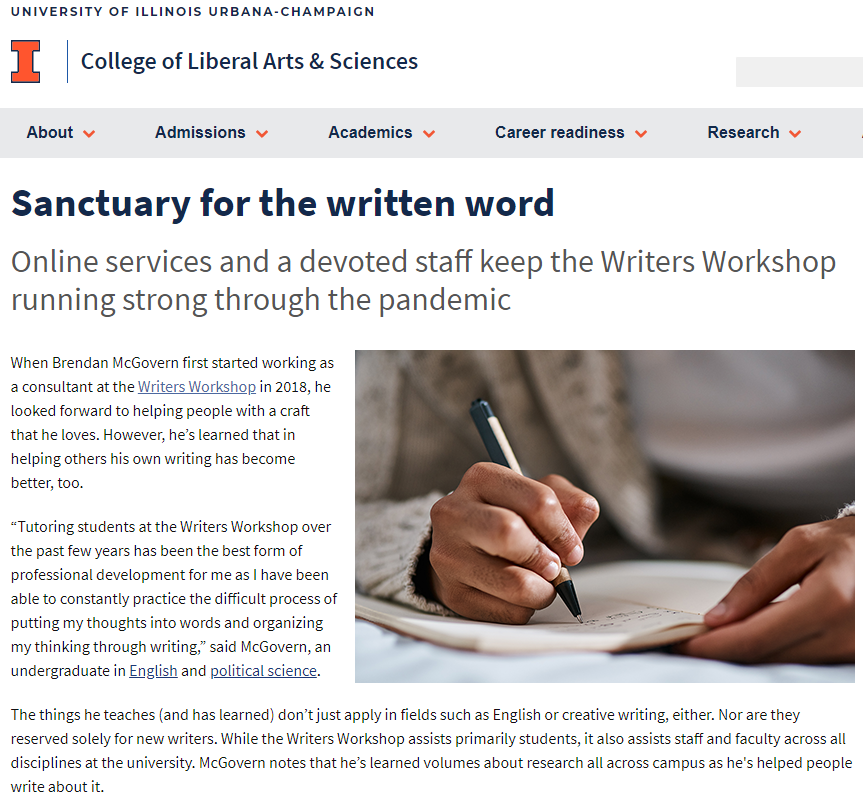 UNIVERSITY OF ILLINOIS URBANA-CHAMPAIGN
I
College of Liberal Arts & Sciences
About
Admissions
Academics
Career readiness
Research
Sanctuary for the written word
Online services and a devoted staff keep the Writers Workshop
running strong through the pandemic
When Brendan McGovern first started working as
a consultant at the Writers Workshop in 2018, he
looked forward to helping people with a craft
that he loves. However, he’s learned that in
helping others his own writing has become
better, too.
“Tutoring students at the Writers Workshop over
the past few years has been the best form of
professional development for me as I have been
able to constantly practice the difficult process of
putting my thoughts into words and organizing
my thinking through writing,” said McGovern, an
undergraduate in English and political science.
The things he teaches (and has learned) don’t just apply in fields such as English or creative writing, either. Nor are they
reserved solely for new writers. While the Writers Workshop assists primarily students, it also assists staff and faculty across all
disciplines at the university. McGovern notes that he’s learned volumes about research all across campus as he's helped people
write about it.